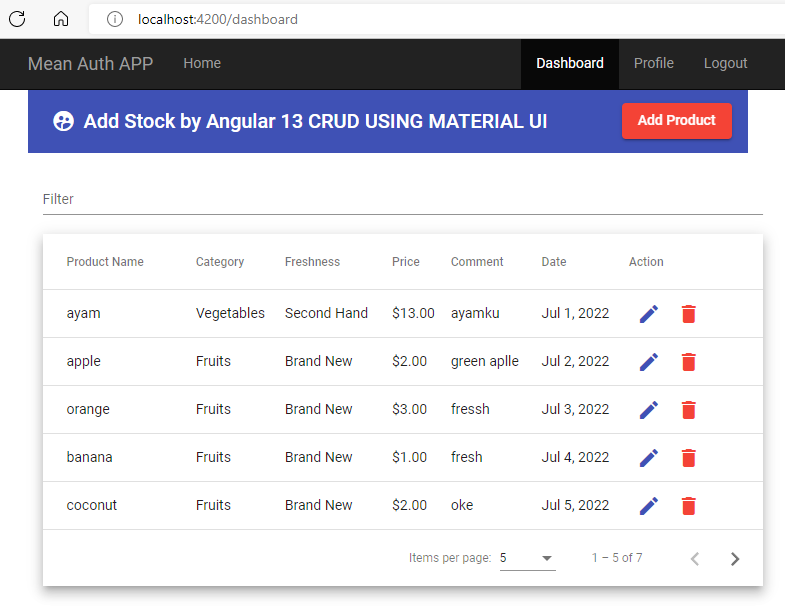 localhost:4200/dashboard
Mean Auth APP Home Dashboard Profile Logout
Add Stock by Angular 13 CRUD USING MATERIAL UI Add Product
Filter
Product Name Category Freshness Price Comment Date Action
ayam Vegetables Second Hand $13.00 ayamku Jul 1, 2022
apple Fruits Brand New $2.00 green aplle Jul 2, 2022
orange Fruits Brand New $3.00 fressh Jul 3, 2022
banana Fruits Brand New $1.00 fresh Jul 4, 2022
coconut Fruits Brand New $2.00 oke Jul 5, 2022
Items per page: 5 1 – 5 of 7